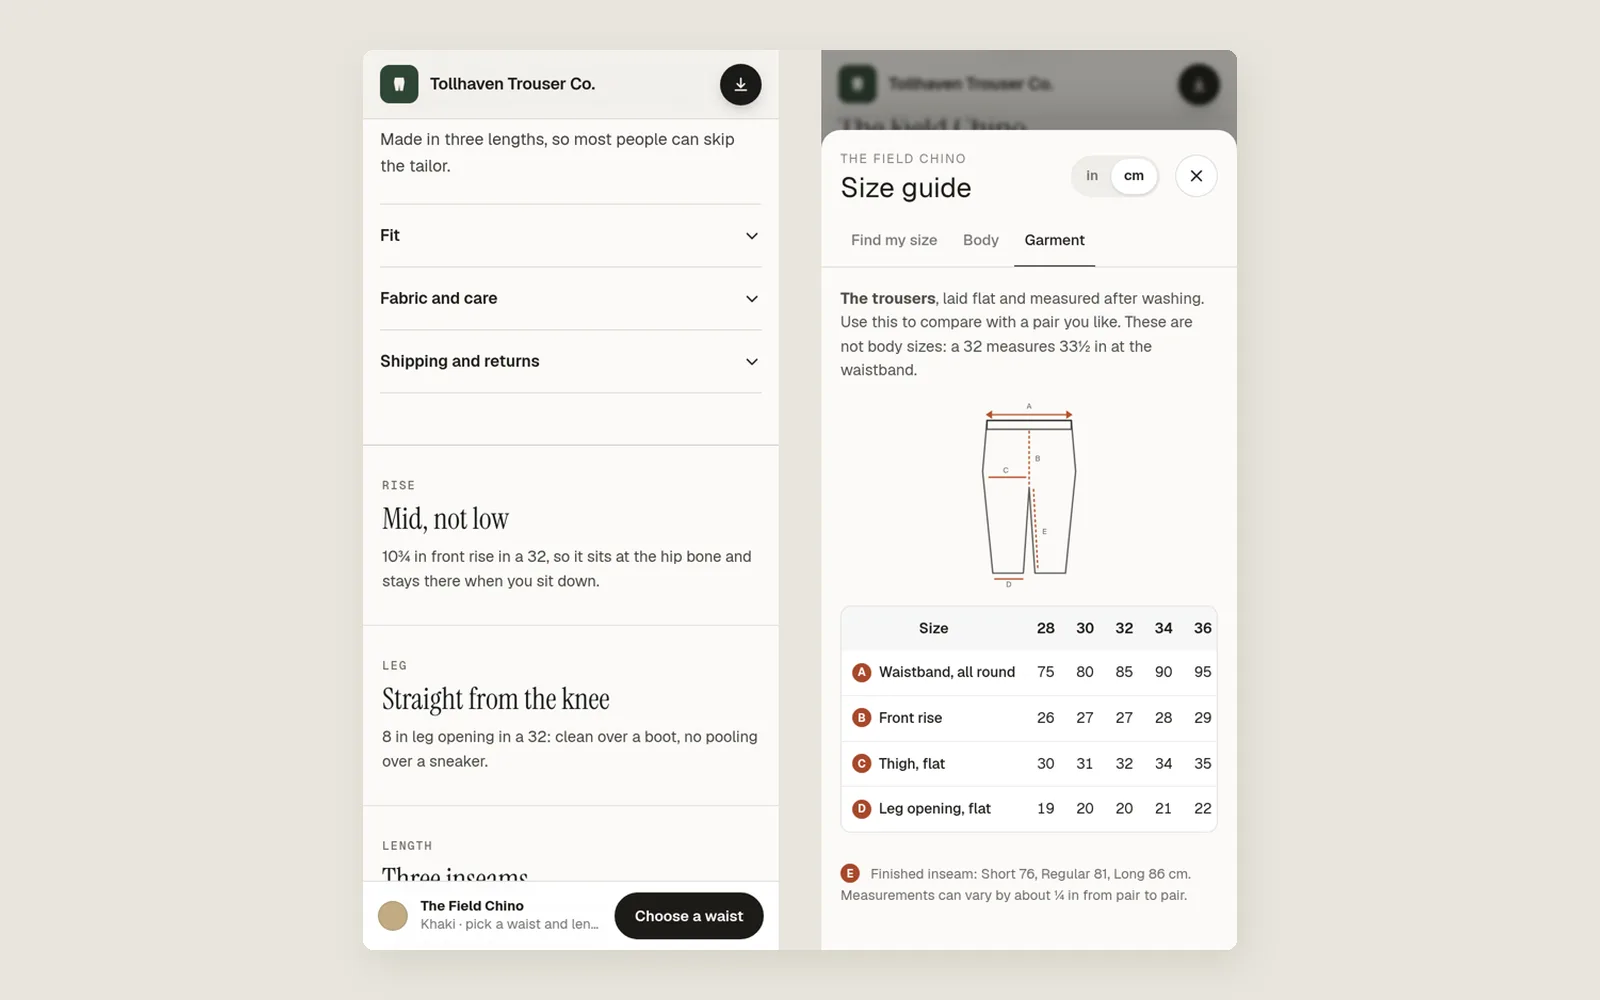 Tollhaven Trouser Co.
Made in three lengths, so most people can skip
the tailor.
Fit
Fabric and care
Shipping and returns
RISE
Mid, not low
10¾ in front rise in a 32, so it sits at the hip bone and
stays there when you sit down.
LEG
Straight from the knee
8 in leg opening in a 32: clean over a boot, no pooling
over a sneaker.
LENGTH
Three inseams
The Field Chino
Khaki · pick a waist and len…
Choose a waist
Tollhaven Trouser Co.
The Field Chino
THE FIELD CHINO
Size guide
in
cm
Find my size
Body
Garment
The trousers, laid flat and measured after washing.
Use this to compare with a pair you like. These are
not body sizes: a 32 measures 33½ in at the
waistband.
A
B
C
E
D
Size 28 30 32 34 36
A Waistband, all round 75 80 85 90 95
B Front rise 26 27 27 28 29
C Thigh, flat 30 31 32 34 35
D Leg opening, flat 19 20 20 21 22
E Finished inseam: Short 76, Regular 81, Long 86 cm.
Measurements can vary by about ¼ in from pair to pair.